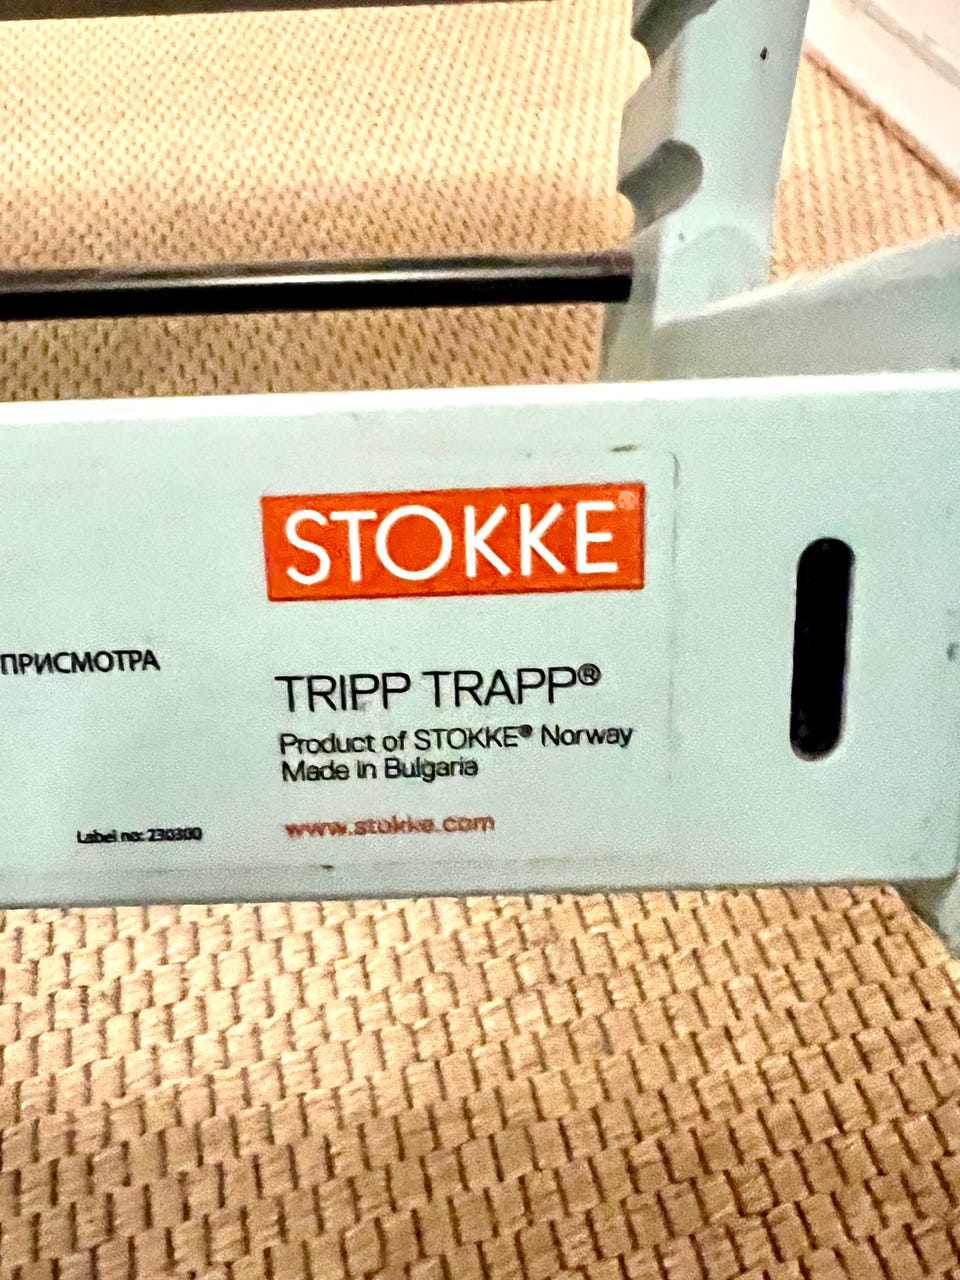 STOKKE®
ПРИСМОТРА
TRIPP TRAPP®
Product of STOKKE® Norway
Made in Bulgaria
www.stokke.com
Label no: 230300